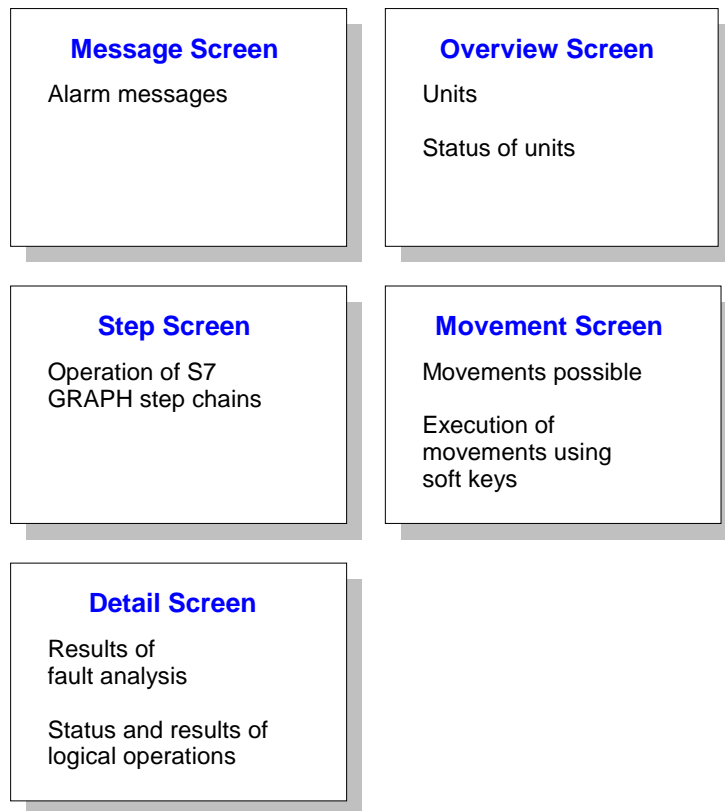 Message Screen
Alarm messages
Overview Screen
Units
Status of units
Step Screen
Operation of S7
GRAPH step chains
Movement Screen
Movements possible
Execution of
movements using
soft keys
Detail Screen
Results of
fault analysis
Status and results of
logical operations